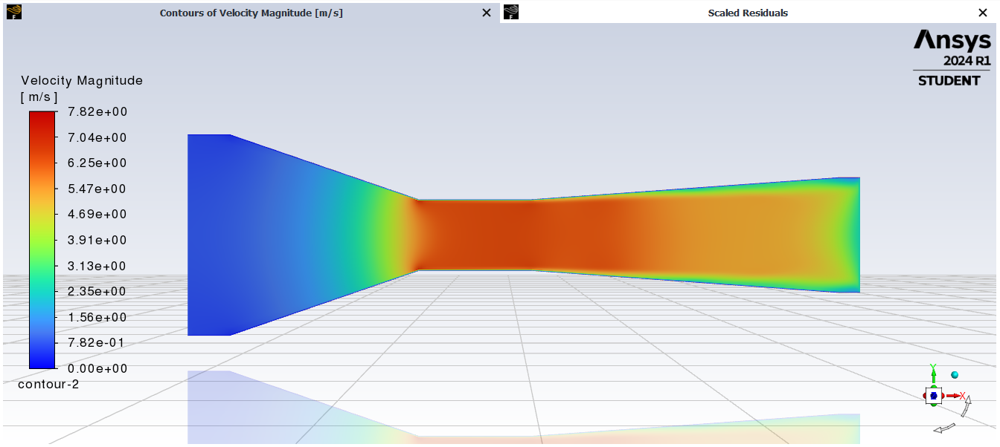 Contours of Velocity Magnitude [m/s]
Scaled Residuals
Ansys
2024 R1
STUDENT
Velocity Magnitude
[ m/s ]
7.82e+00
7.04e+00
6.25e+00
5.47e+00
4.69e+00
3.91e+00
3.13e+00
2.35e+00
1.56e+00
7.82e-01
0.00e+00
contour-2
Y
X